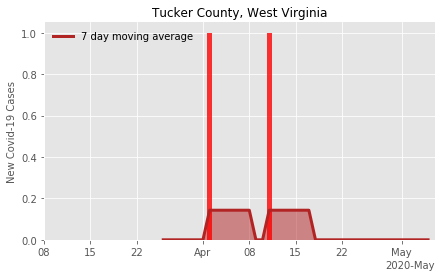 Tucker County, West Virginia
7 day moving average
New Covid-19 Cases
1.0
0.8
0.6
0.4
0.2
0.0
08 15 22 Apr 08 15 22 May
2020-May